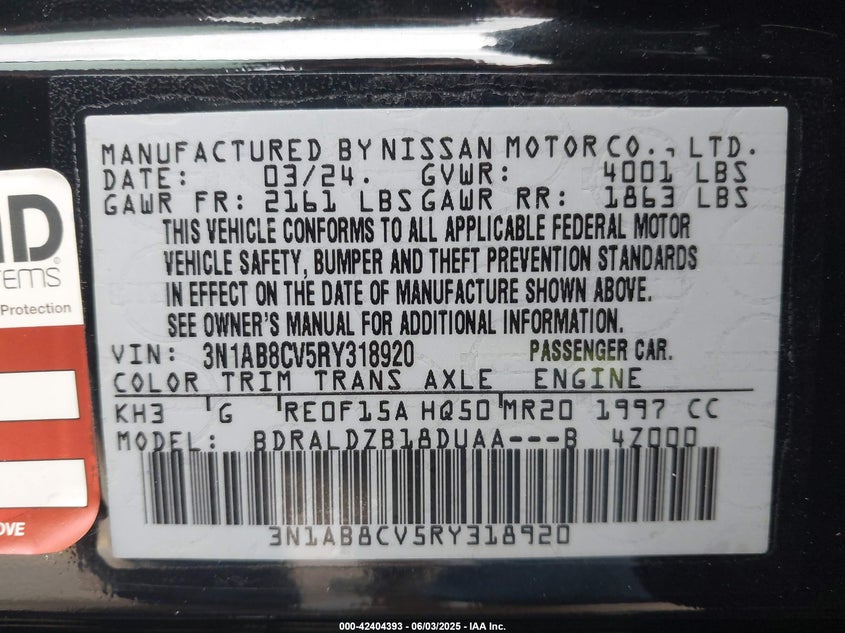 MANUFACTURED BY NISSAN MOTOR CO., LTD.
DATE: 03/24. GVWR: 4001 LBS
GAWR FR: 2161 LBS GAWR RR: 1863 LBS
THIS VEHICLE CONFORMS TO ALL APPLICABLE FEDERAL MOTOR
VEHICLE SAFETY, BUMPER AND THEFT PREVENTION STANDARDS
IN EFFECT ON THE DATE OF MANUFACTURE SHOWN ABOVE.
SEE OWNER'S MANUAL FOR ADDITIONAL INFORMATION.
VIN: 3N1AB8CV5RY318920 PASSENGER CAR.
COLOR TRIM TRANS AXLE ENGINE
KH3 G RE0F15A HQ50 MR20 1997 CC
MODEL: BDRALDZB18DUAA---B 4Z000
3N1AB8CV5RY318920
Protection
000-42404393 - 06/03/2025 - IAA Inc.